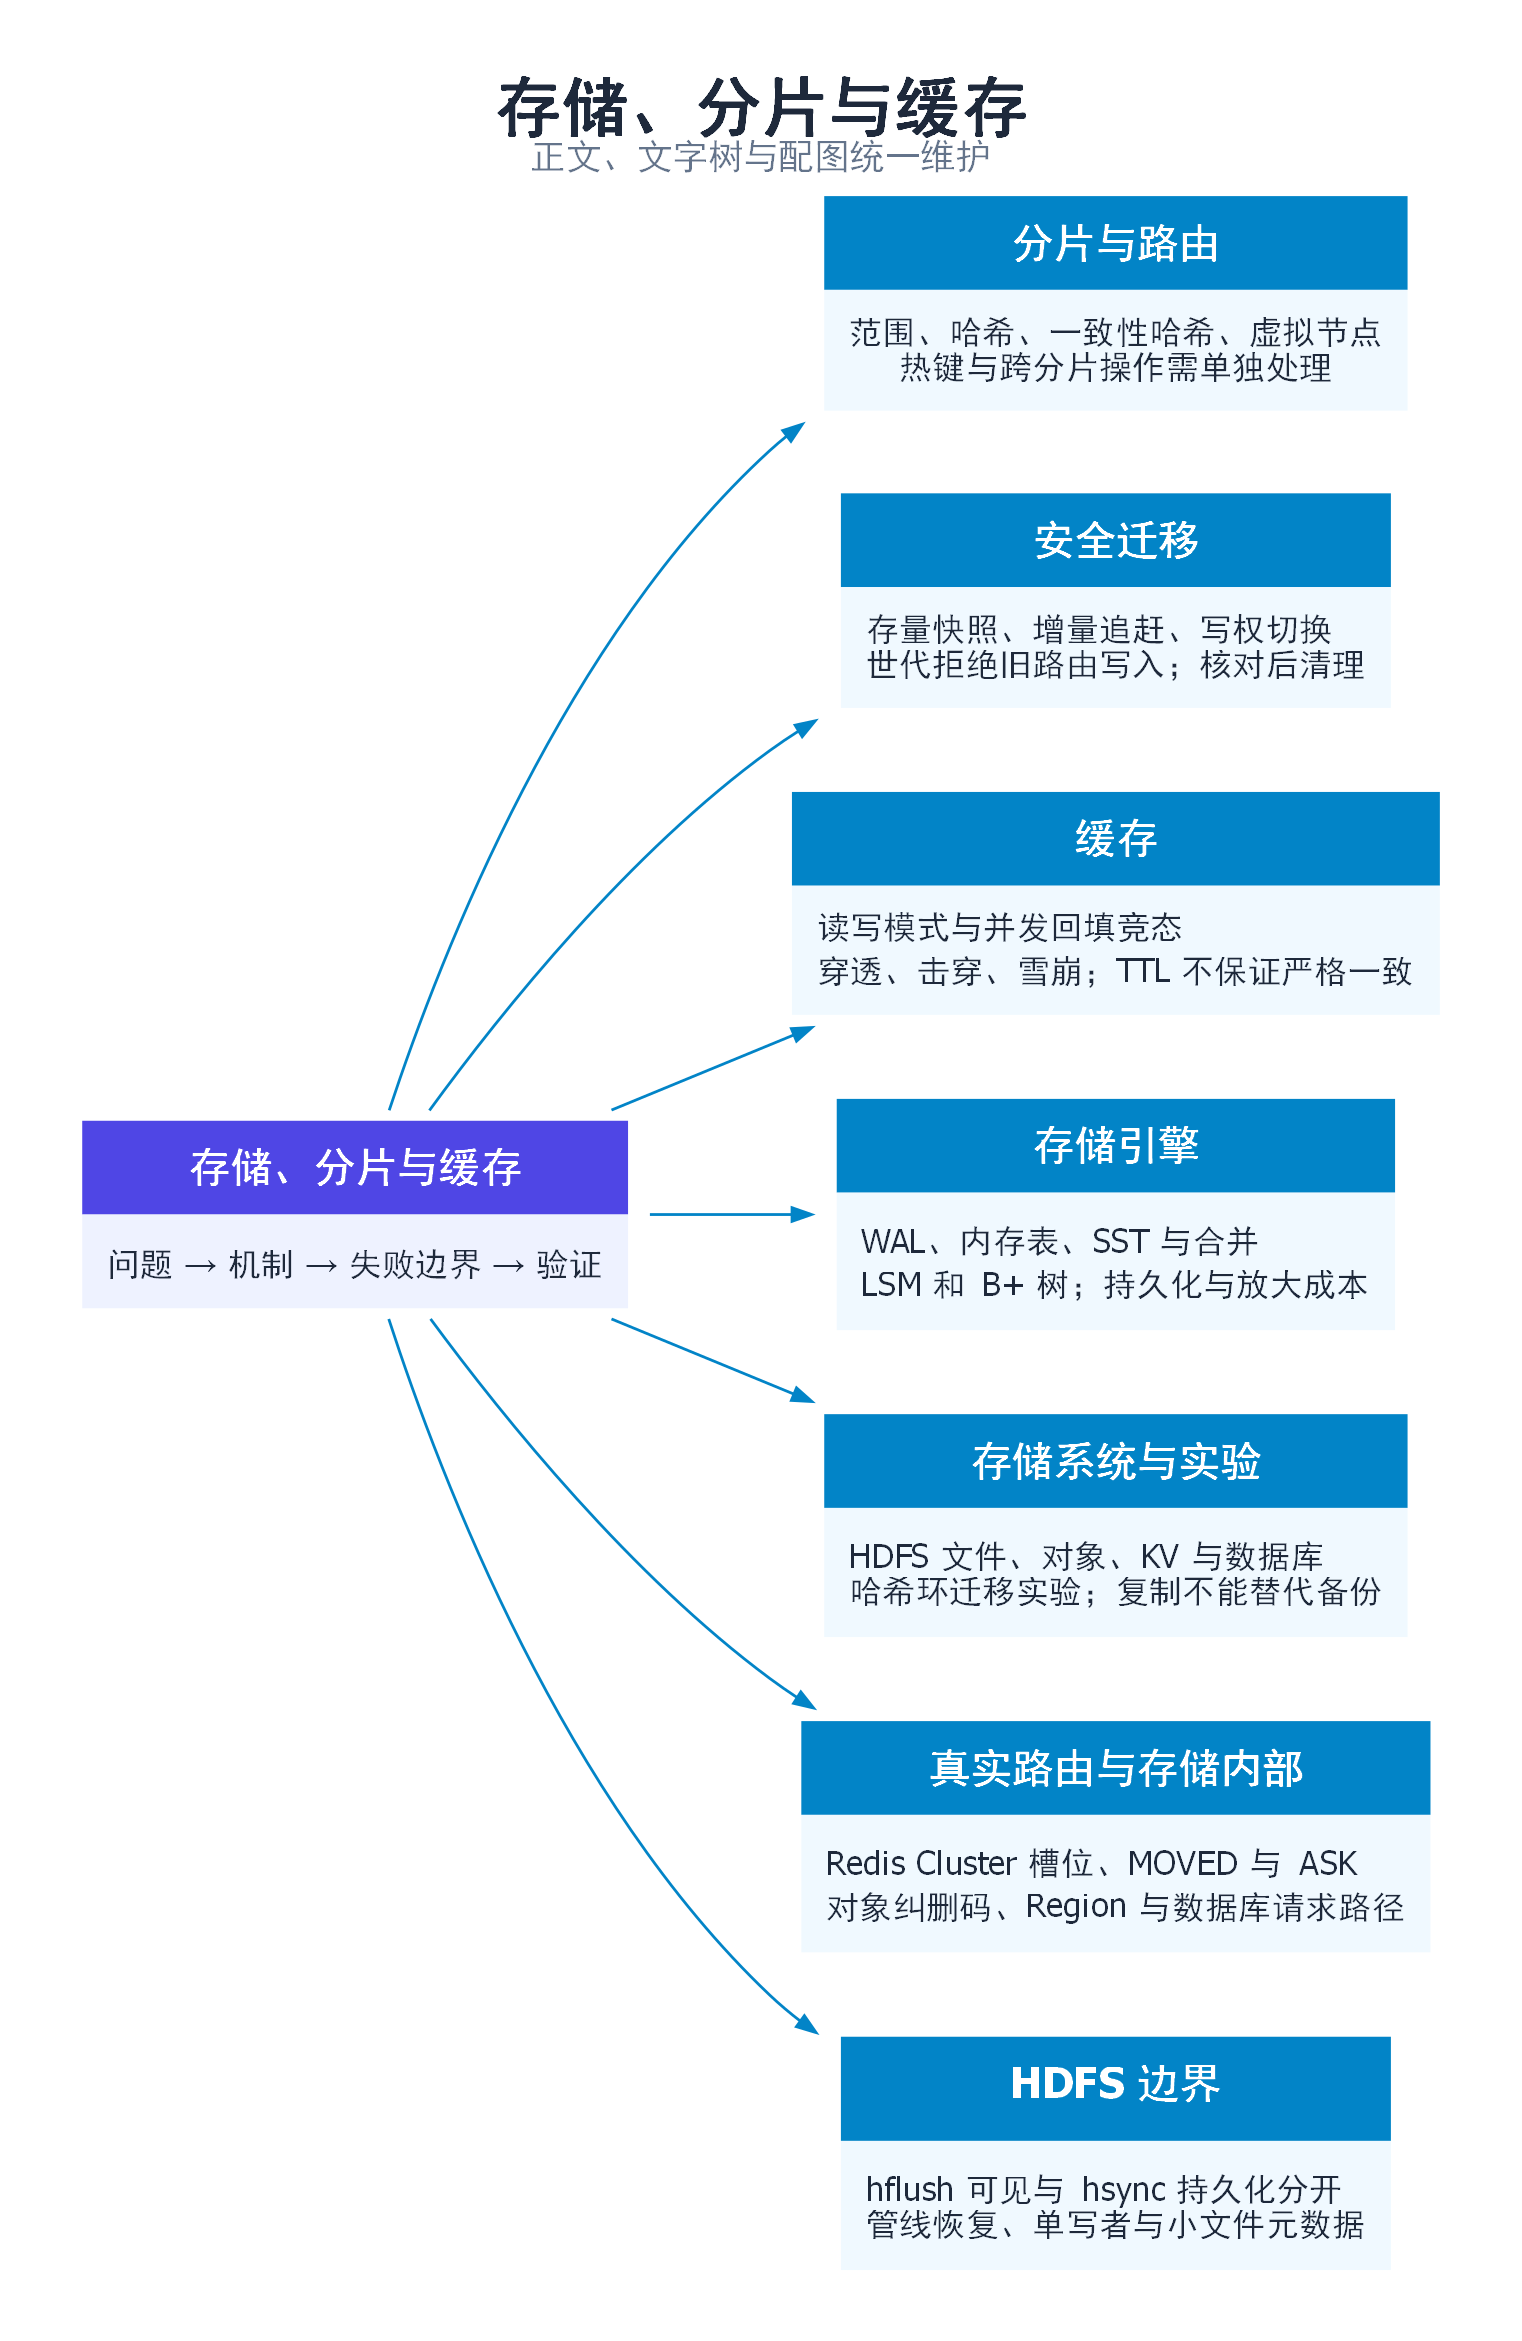 存储、分片与缓存
正文、文字树与配图统一维护
分片与路由
范围、哈希、一致性哈希、虚拟节点
热键与跨分片操作需单独处理
安全迁移
存量快照、增量追赶、写权切换
世代拒绝旧路由写入；核对后清理
缓存
读写模式与并发回填竞态
穿透、击穿、雪崩；TTL 不保证严格一致
存储、分片与缓存
问题 → 机制 → 失败边界 → 验证
存储引擎
WAL、内存表、SST 与合并
LSM 和 B+ 树；持久化与放大成本
存储系统与实验
HDFS 文件、对象、KV 与数据库
哈希环迁移实验；复制不能替代备份
真实路由与存储内部
Redis Cluster 槽位、MOVED 与 ASK
对象纠删码、Region 与数据库请求路径
HDFS 边界
hflush 可见与 hsync 持久化分开
管线恢复、单写者与小文件元数据